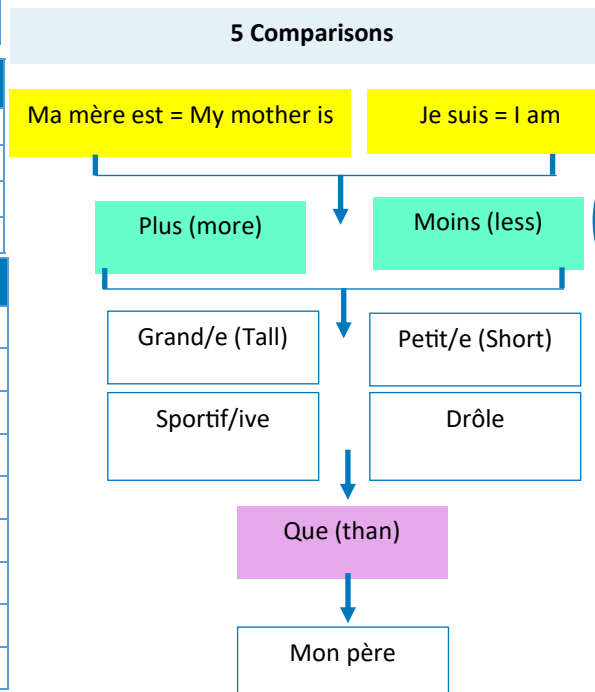 5 Comparisons
Ma mère est = My mother is
Je suis = I am
Plus (more)
Moins (less)
Grand/e (Tall)
Petit/e (Short)
Sportif/ive
Drôle
Que (than)
Mon père